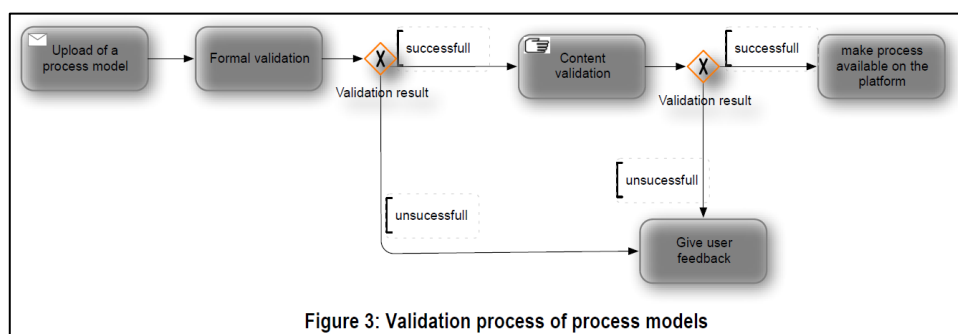 Upload of a
process model
Formal validation
X
Validation result
successfull
Content
validation
X
Validation result
successfull
make process
available on the
platform
unsucessfull
unsucessfull
Give user
feedback
Figure 3: Validation process of process models